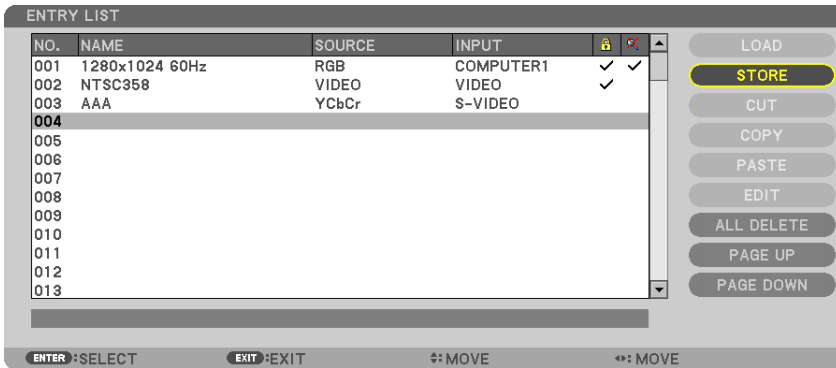 ENTRY LIST
NO. NAME SOURCE INPUT
001 1280x1024 60Hz RGB COMPUTER1
002 NTSC358 VIDEO VIDEO
003 AAA YCbCr S-VIDEO
004
005
006
007
008
009
010
011
012
013
LOAD
STORE
CUT
COPY
PASTE
EDIT
ALL DELETE
PAGE UP
PAGE DOWN
ENTER :SELECT EXIT :EXIT :MOVE :MOVE